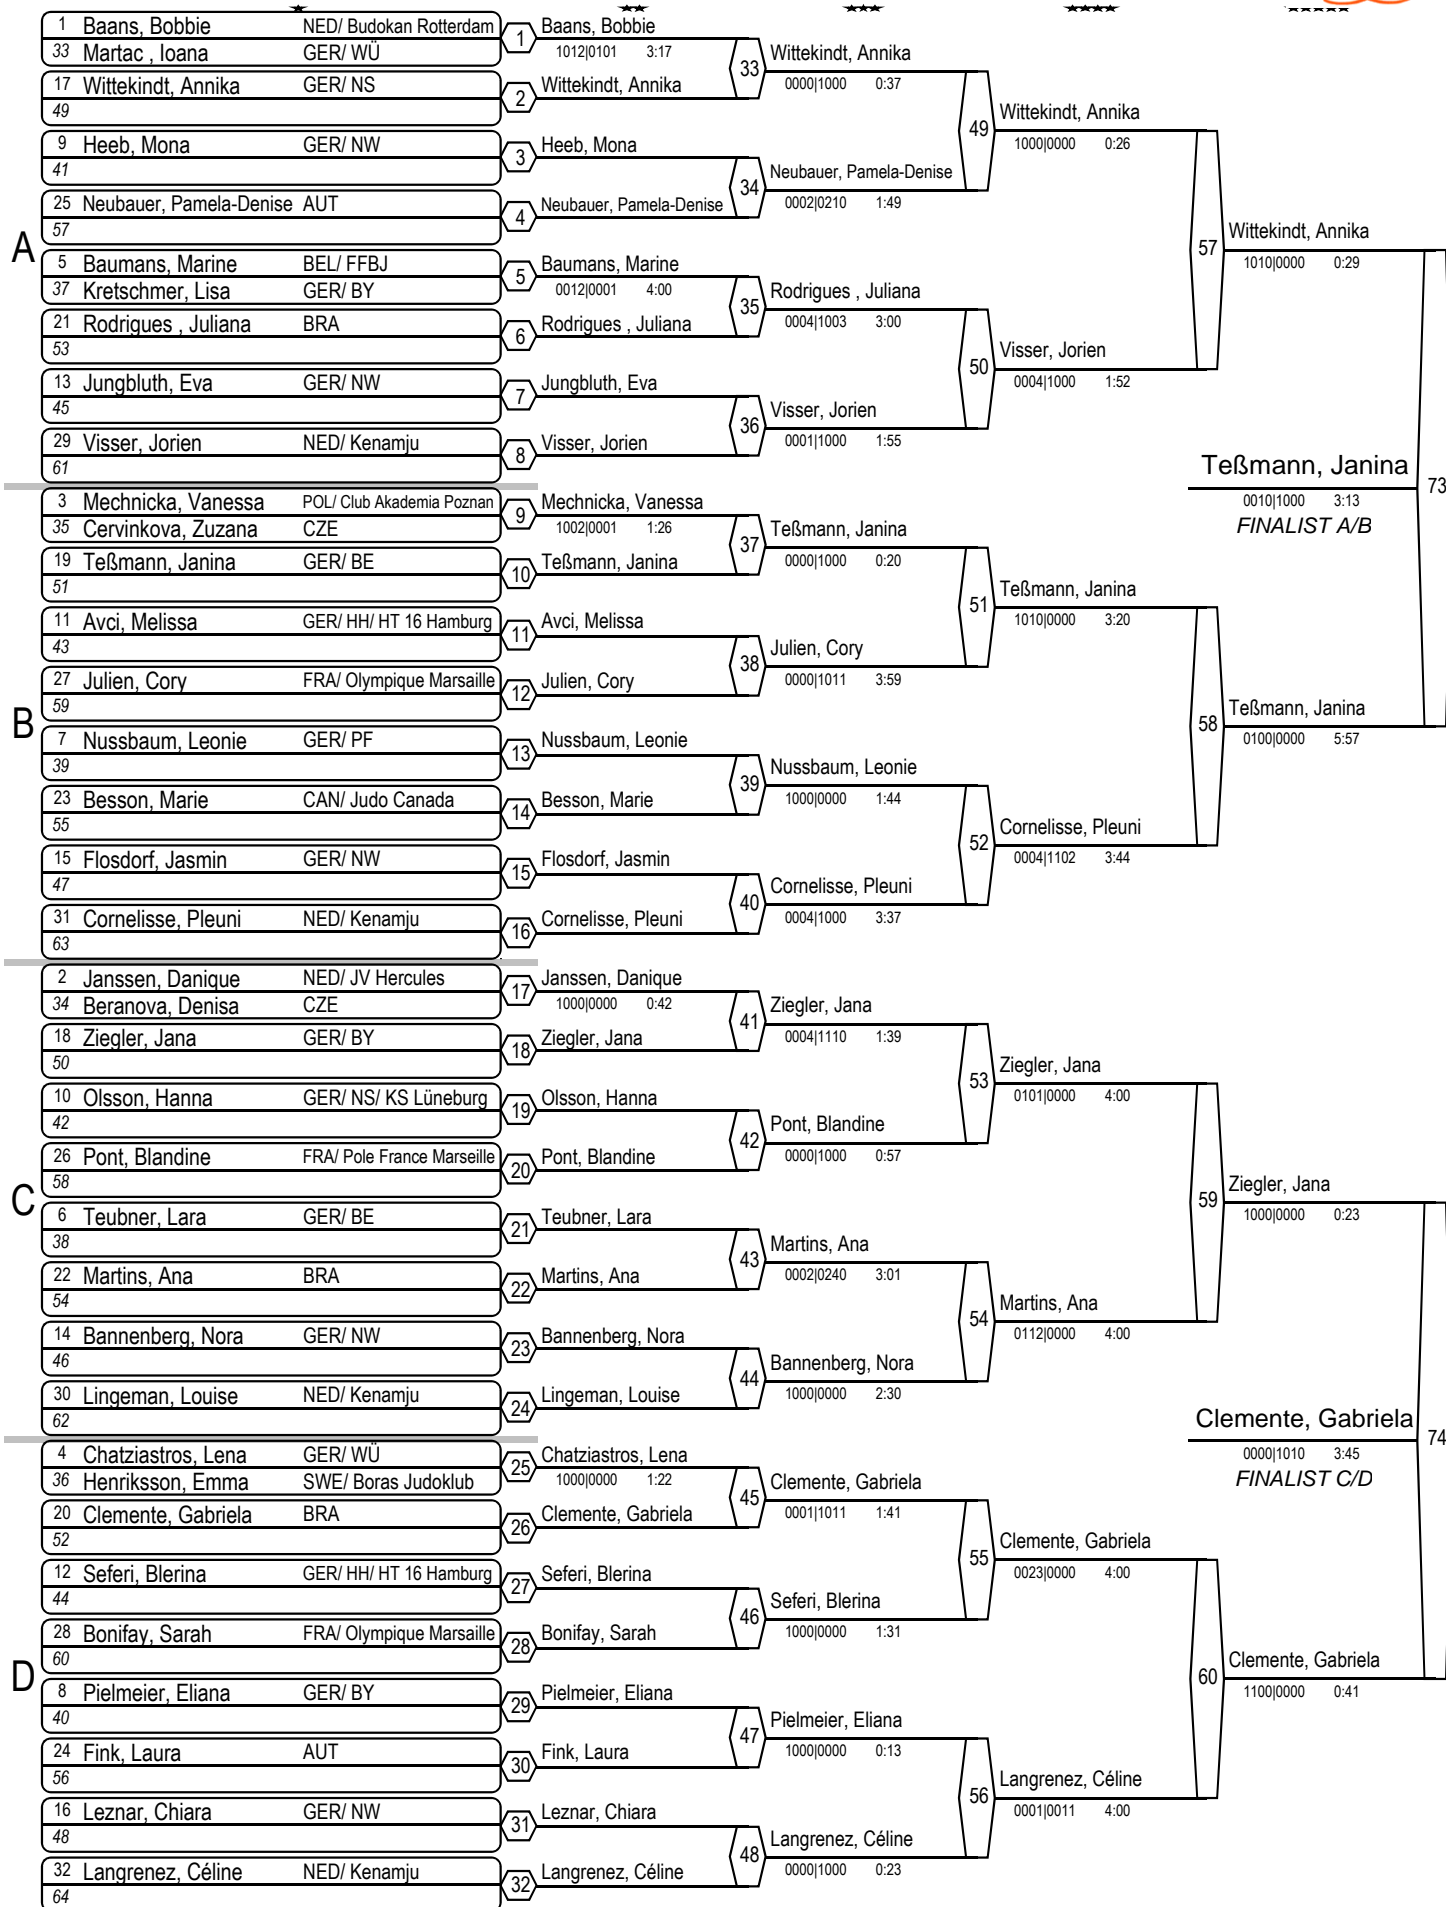 1 Baans, Bobbie NED/ Budokan Rotterdam
33 Martac , Ioana GER/ WÜ
1
Baans, Bobbie
1012|0101 3:17
17 Wittekindt, Annika GER/ NS
49
2
Wittekindt, Annika
33
Wittekindt, Annika
0000|1000 0:37
9 Heeb, Mona GER/ NW
41
3
Heeb, Mona
25 Neubauer, Pamela-Denise AUT
57
4
Neubauer, Pamela-Denise
34
Neubauer, Pamela-Denise
0002|0210 1:49
49
Wittekindt, Annika
1000|0000 0:26
A
5 Baumans, Marine BEL/ FFBJ
37 Kretschmer, Lisa GER/ BY
5
Baumans, Marine
0012|0001 4:00
21 Rodrigues , Juliana BRA
53
6
Rodrigues , Juliana
35
Rodrigues , Juliana
0004|1003 3:00
13 Jungbluth, Eva GER/ NW
45
7
Jungbluth, Eva
29 Visser, Jorien NED/ Kenamju
61
8
Visser, Jorien
36
Visser, Jorien
0001|1000 1:55
50
Visser, Jorien
0004|1000 1:52
57
Wittekindt, Annika
1010|0000 0:29
Teßmann, Janina
0010|1000 3:13
FINALIST A/B
73
3 Mechnicka, Vanessa POL/ Club Akademia Poznan
35 Cervinkova, Zuzana CZE
9
Mechnicka, Vanessa
1002|0001 1:26
19 Teßmann, Janina GER/ BE
51
10
Teßmann, Janina
37
Teßmann, Janina
0000|1000 0:20
11 Avci, Melissa GER/ HH/ HT 16 Hamburg
43
11
Avci, Melissa
27 Julien, Cory FRA/ Olympique Marsaille
59
12
Julien, Cory
38
Julien, Cory
0000|1011 3:59
51
Teßmann, Janina
1010|0000 3:20
B
7 Nussbaum, Leonie GER/ PF
39
13
Nussbaum, Leonie
23 Besson, Marie CAN/ Judo Canada
55
14
Besson, Marie
39
Nussbaum, Leonie
1000|0000 1:44
15 Flosdorf, Jasmin GER/ NW
47
15
Flosdorf, Jasmin
31 Cornelisse, Pleuni NED/ Kenamju
63
16
Cornelisse, Pleuni
40
Cornelisse, Pleuni
0004|1000 3:37
52
Cornelisse, Pleuni
0004|1102 3:44
58
Teßmann, Janina
0100|0000 5:57
2 Janssen, Danique NED/ JV Hercules
34 Beranova, Denisa CZE
17
Janssen, Danique
1000|0000 0:42
18 Ziegler, Jana GER/ BY
50
18
Ziegler, Jana
41
Ziegler, Jana
0004|1110 1:39
10 Olsson, Hanna GER/ NS/ KS Lüneburg
42
19
Olsson, Hanna
26 Pont, Blandine FRA/ Pole France Marseille
58
20
Pont, Blandine
42
Pont, Blandine
0000|1000 0:57
53
Ziegler, Jana
0101|0000 4:00
C
6 Teubner, Lara GER/ BE
38
21
Teubner, Lara
22 Martins, Ana BRA
54
22
Martins, Ana
43
Martins, Ana
0002|0240 3:01
14 Bannenberg, Nora GER/ NW
46
23
Bannenberg, Nora
30 Lingeman, Louise NED/ Kenamju
62
24
Lingeman, Louise
44
Bannenberg, Nora
1000|0000 2:30
54
Martins, Ana
0112|0000 4:00
59
Ziegler, Jana
1000|0000 0:23
Clemente, Gabriela
0000|1010 3:45
FINALIST C/D
74
4 Chatziastros, Lena GER/ WÜ
36 Henriksson, Emma SWE/ Boras Judoklub
25
Chatziastros, Lena
1000|0000 1:22
20 Clemente, Gabriela BRA
52
26
Clemente, Gabriela
45
Clemente, Gabriela
0001|1011 1:41
12 Seferi, Blerina GER/ HH/ HT 16 Hamburg
44
27
Seferi, Blerina
28 Bonifay, Sarah FRA/ Olympique Marsaille
60
28
Bonifay, Sarah
46
Seferi, Blerina
1000|0000 1:31
55
Clemente, Gabriela
0023|0000 4:00
D
8 Pielmeier, Eliana GER/ BY
40
29
Pielmeier, Eliana
24 Fink, Laura AUT
56
30
Fink, Laura
47
Pielmeier, Eliana
1000|0000 0:13
16 Leznar, Chiara GER/ NW
48
31
Leznar, Chiara
32 Langrenez, Céline NED/ Kenamju
64
32
Langrenez, Céline
48
Langrenez, Céline
0000|1000 0:23
56
Langrenez, Céline
0001|0011 4:00
60
Clemente, Gabriela
1100|0000 0:41